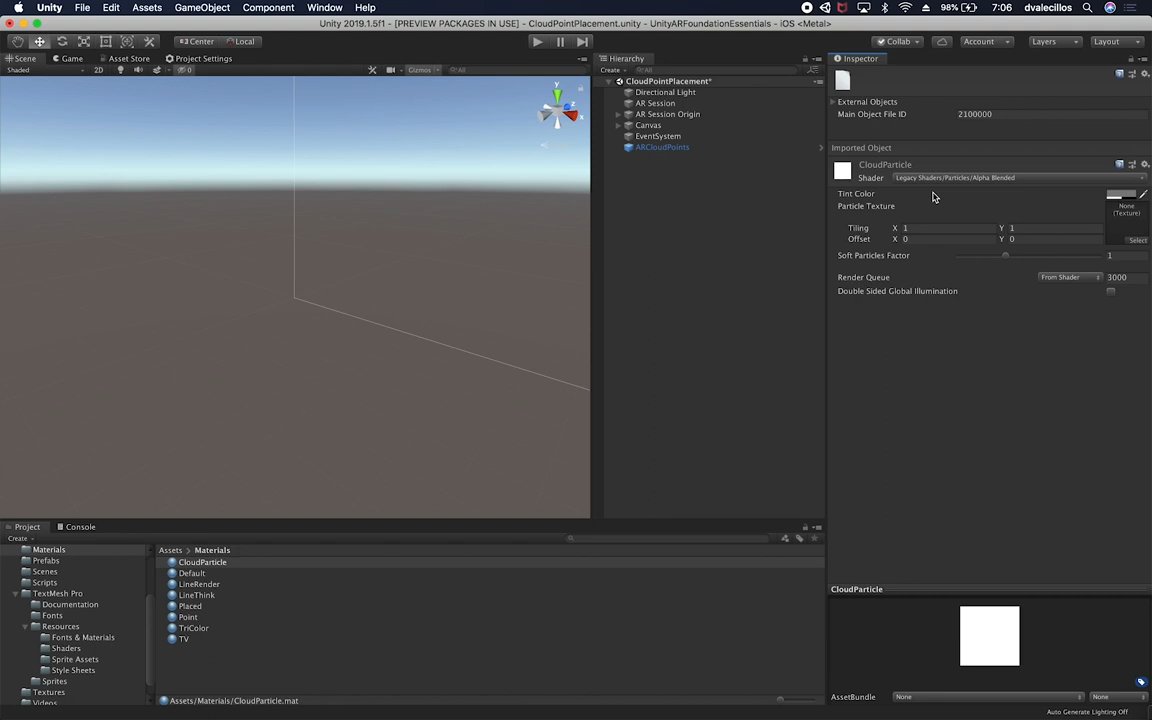 Unity File Edit Assets GameObject Component Window Help 98% 7:06 dvalecillos
Unity 2019.1.5f1 - [PREVIEW PACKAGES IN USE] - CloudPointPlacement.unity - UnityARFoundationEssentials - iOS <Metal>
Center Local Collab Account Layers Layout
Scene Game Asset Store Project Settings Hierarchy Inspector
Shaded 2D 0 Gizmos All Create All
CloudPointPlacement*
Directional Light
AR Session
AR Session Origin
Canvas
EventSystem
ARCloudPoints
y
z
x
External Objects
Main Object File ID 2100000
Imported Object
CloudParticle
Shader Legacy Shaders/Particles/Alpha Blended
Tint Color
Particle Texture
None
(Texture)
Tiling X 1 Y 1
Offset X 0 Y 0
Select
Soft Particles Factor 1
Render Queue From Shader 3000
Double Sided Global Illumination
Project Console
Create
Materials
Prefabs
Scenes
Scripts
TextMesh Pro
Documentation
Fonts
Resources
Fonts & Materials
Shaders
Sprite Assets
Style Sheets
Sprites
Textures
Videos
Assets > Materials
CloudParticle
Default
LineRender
LineThink
Placed
Point
TriColor
TV
Assets/Materials/CloudParticle.mat
CloudParticle
AssetBundle None None
Auto Generate Lighting Off